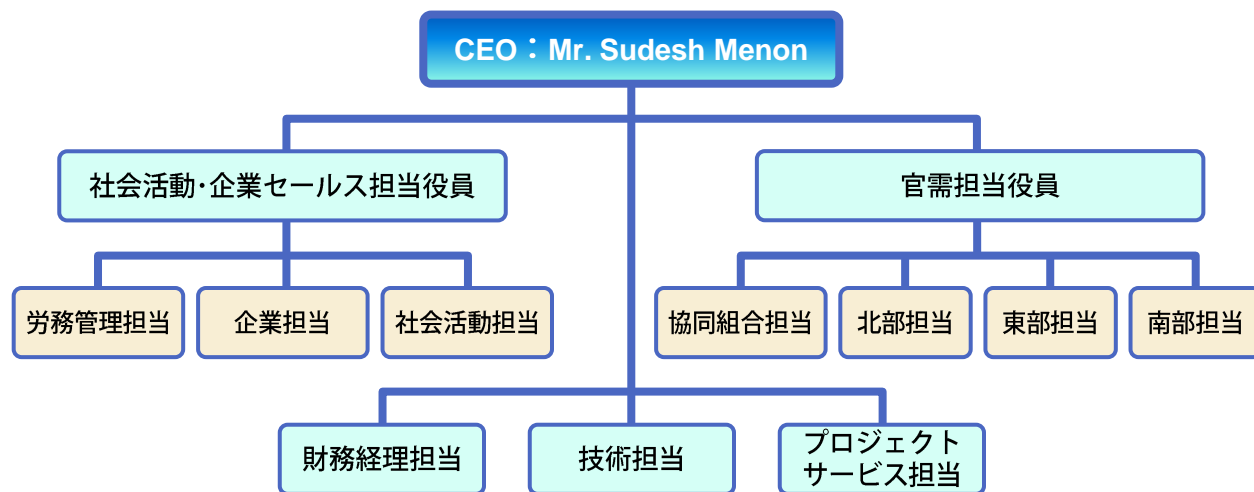 CEO：Mr. Sudesh Menon
社会活動･企業セールス担当役員
官需担当役員
労務管理担当
企業担当
社会活動担当
協同組合担当
北部担当
東部担当
南部担当
財務経理担当
技術担当
プロジェクト
サービス担当